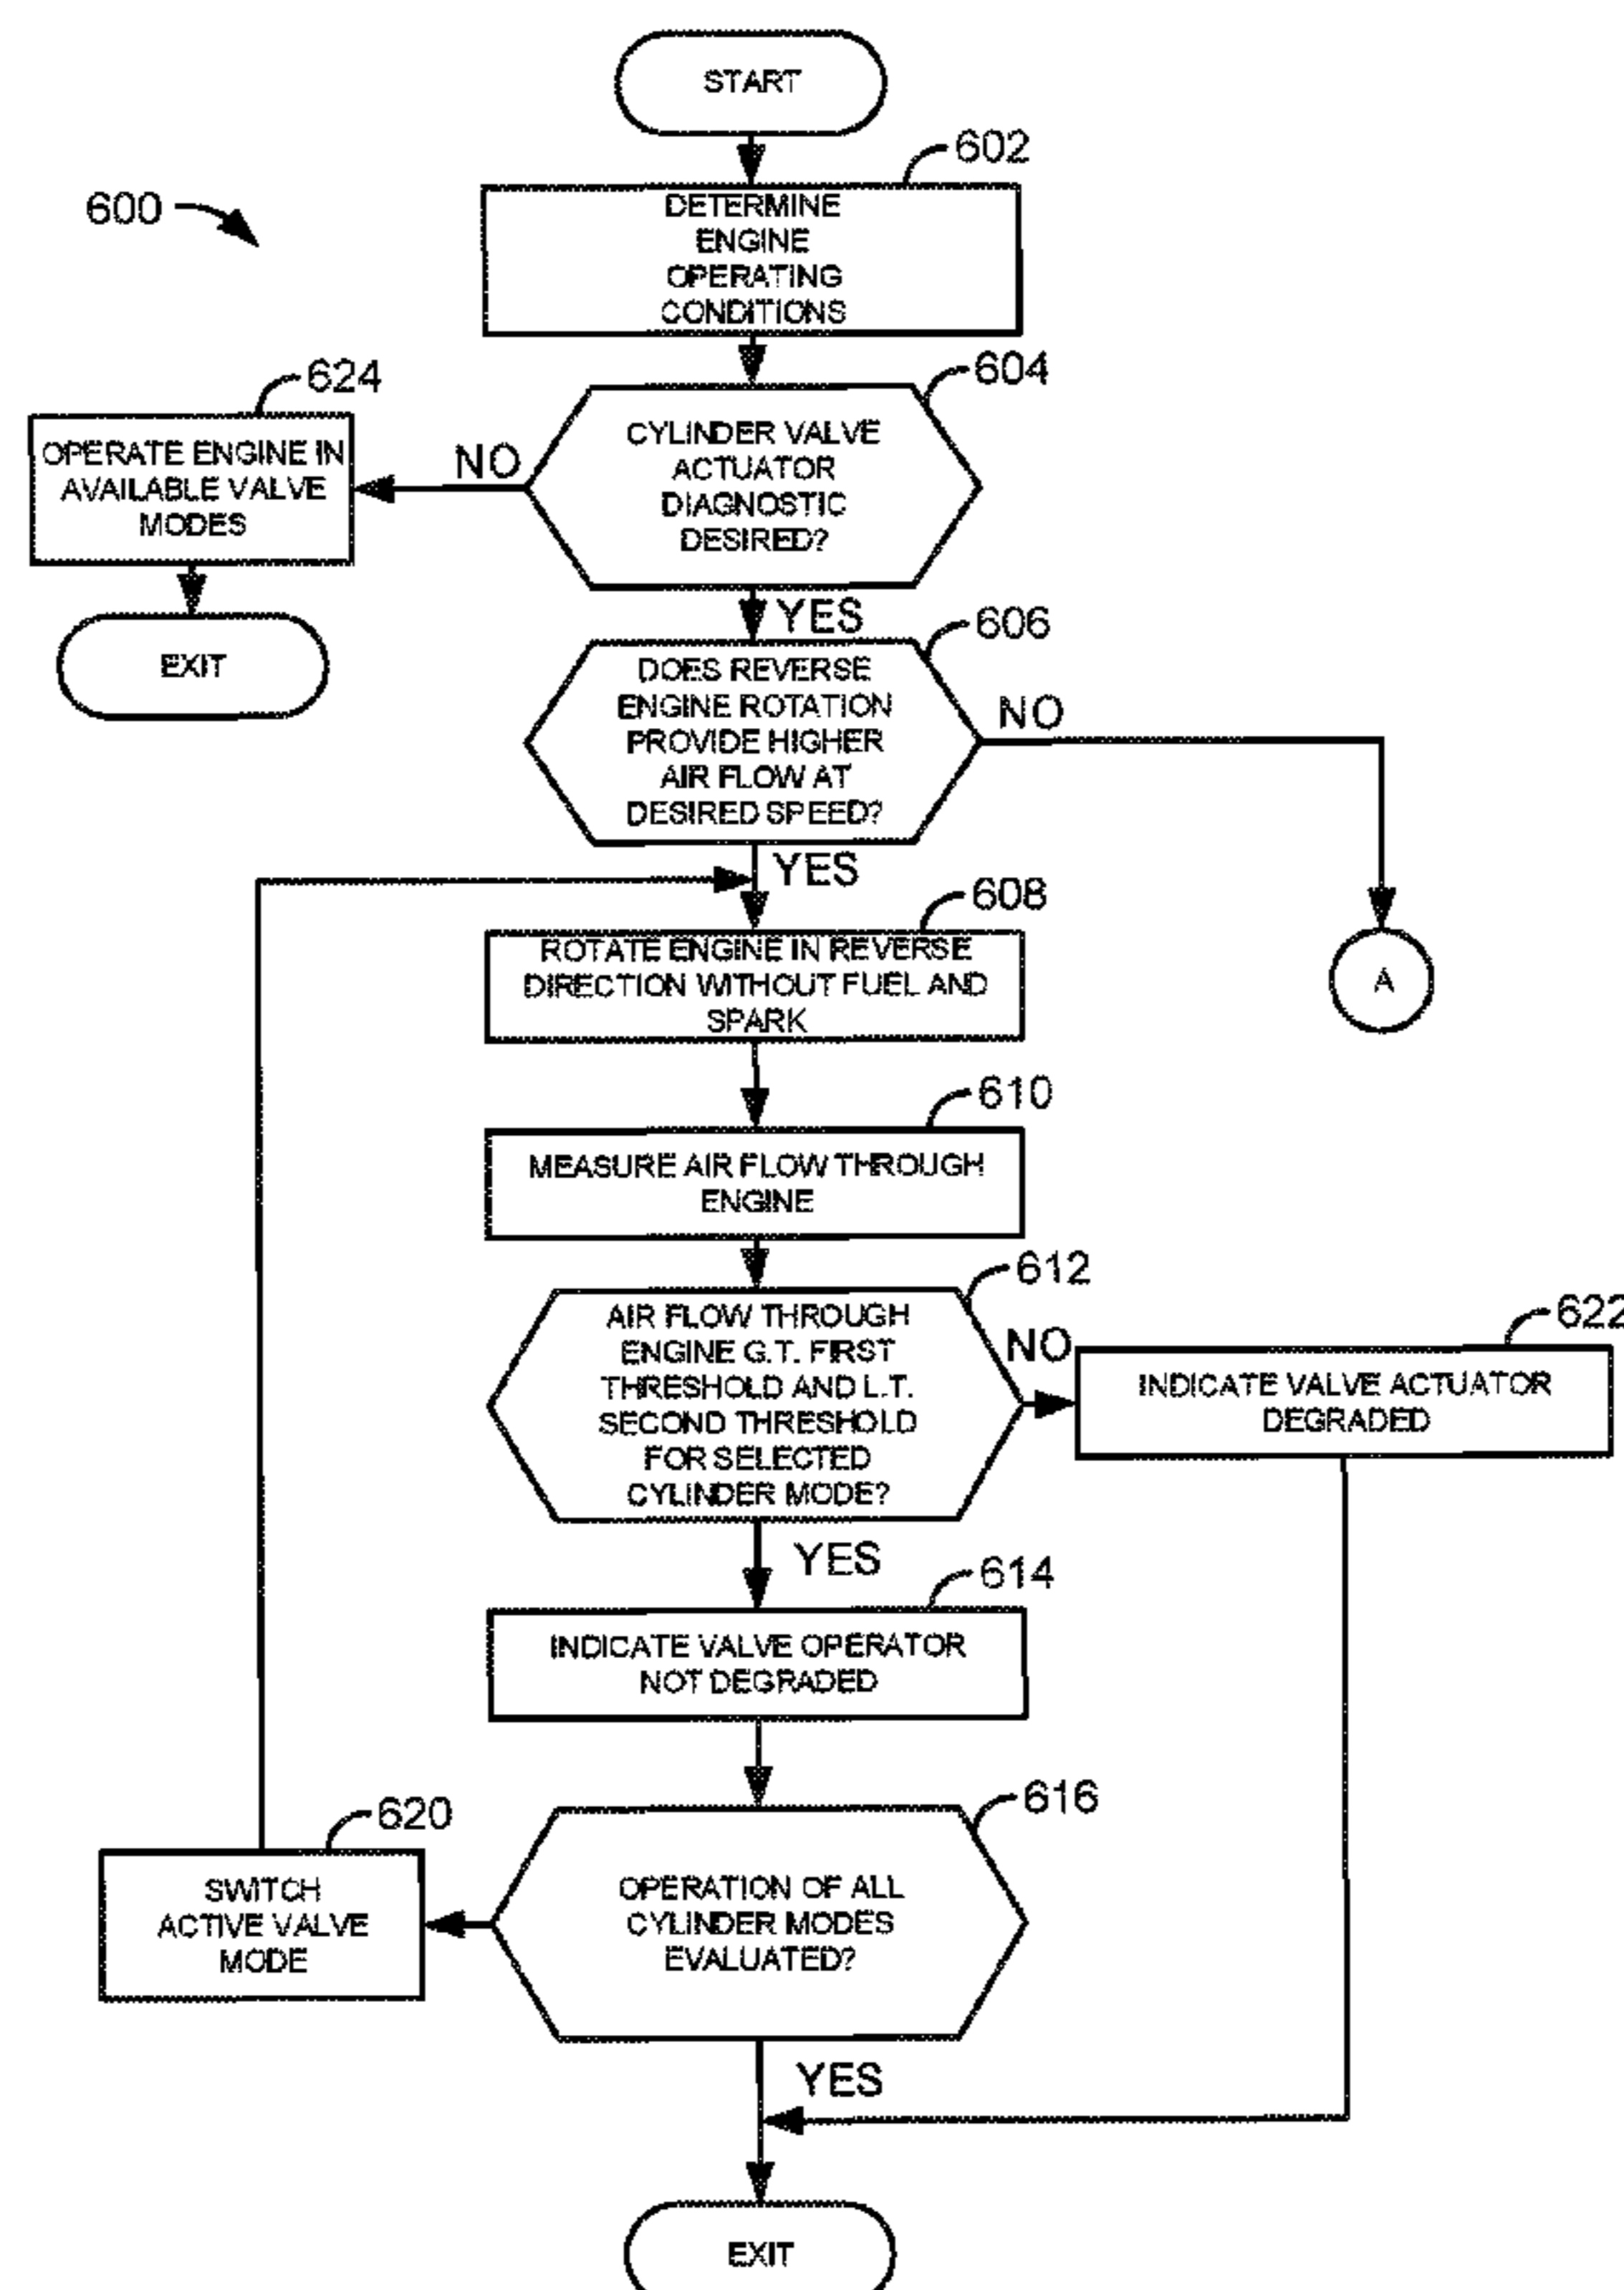 START
602
600
DETERMINE
ENGINE
OPERATING
CONDITIONS
624
604
OPERATE ENGINE IN
AVAILABLE VALVE
MODES
NO
CYLINDER VALVE
ACTUATOR
DIAGNOSTIC
DESIRED?
EXIT
YES
606
DOES REVERSE
ENGINE ROTATION
PROVIDE HIGHER
AIR FLOW AT
DESIRED SPEED?
NO
YES
608
ROTATE ENGINE IN REVERSE
DIRECTION WITHOUT FUEL AND
SPARK
A
610
MEASURE AIR FLOW THROUGH
ENGINE
612
AIR FLOW THROUGH
ENGINE G.T. FIRST
THRESHOLD AND L.T.
SECOND THRESHOLD
FOR SELECTED
CYLINDER MODE?
NO
622
INDICATE VALVE ACTUATOR
DEGRADED
YES
614
INDICATE VALVE OPERATOR
NOT DEGRADED
616
620
SWITCH
ACTIVE VALVE
MODE
OPERATION OF ALL
CYLINDER MODES
EVALUATED?
YES
EXIT